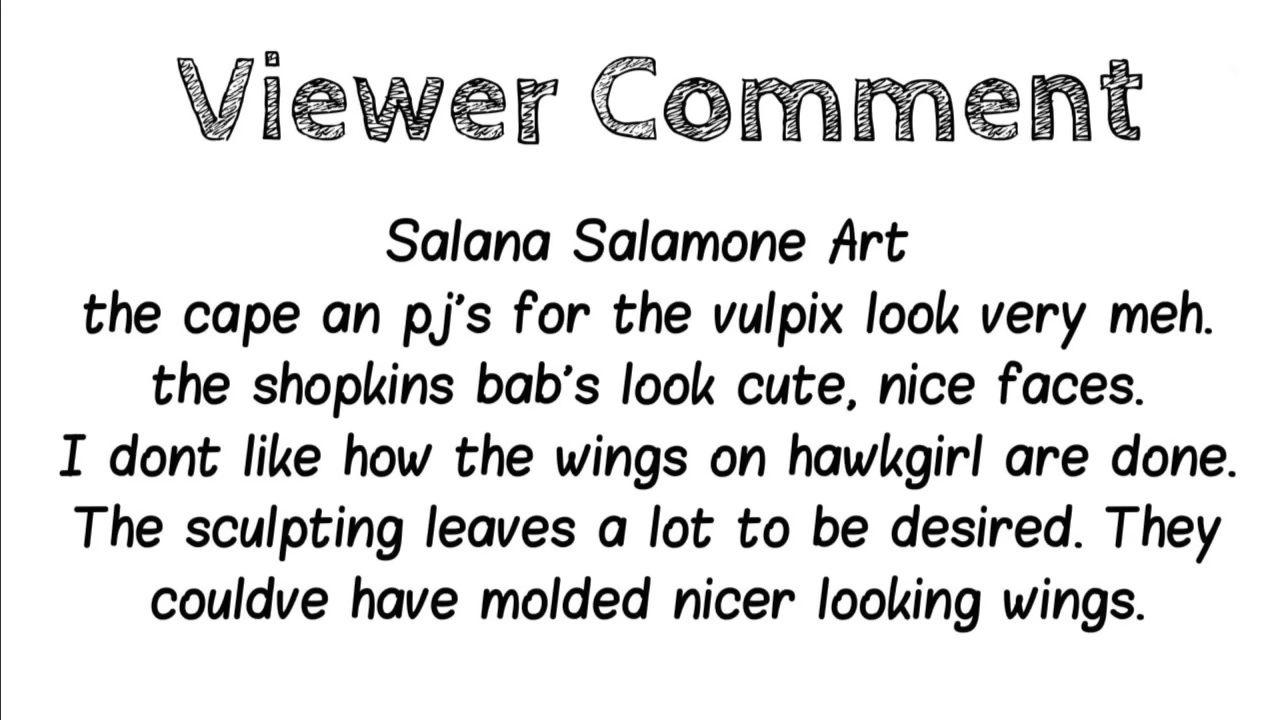 Viewer Comment
Salana Salamone Art
the cape an pj's for the vulpix look very meh.
the shopkins bab's look cute, nice faces.
I dont like how the wings on hawkgirl are done.
The sculpting leaves a lot to be desired. They
couldve have molded nicer looking wings.